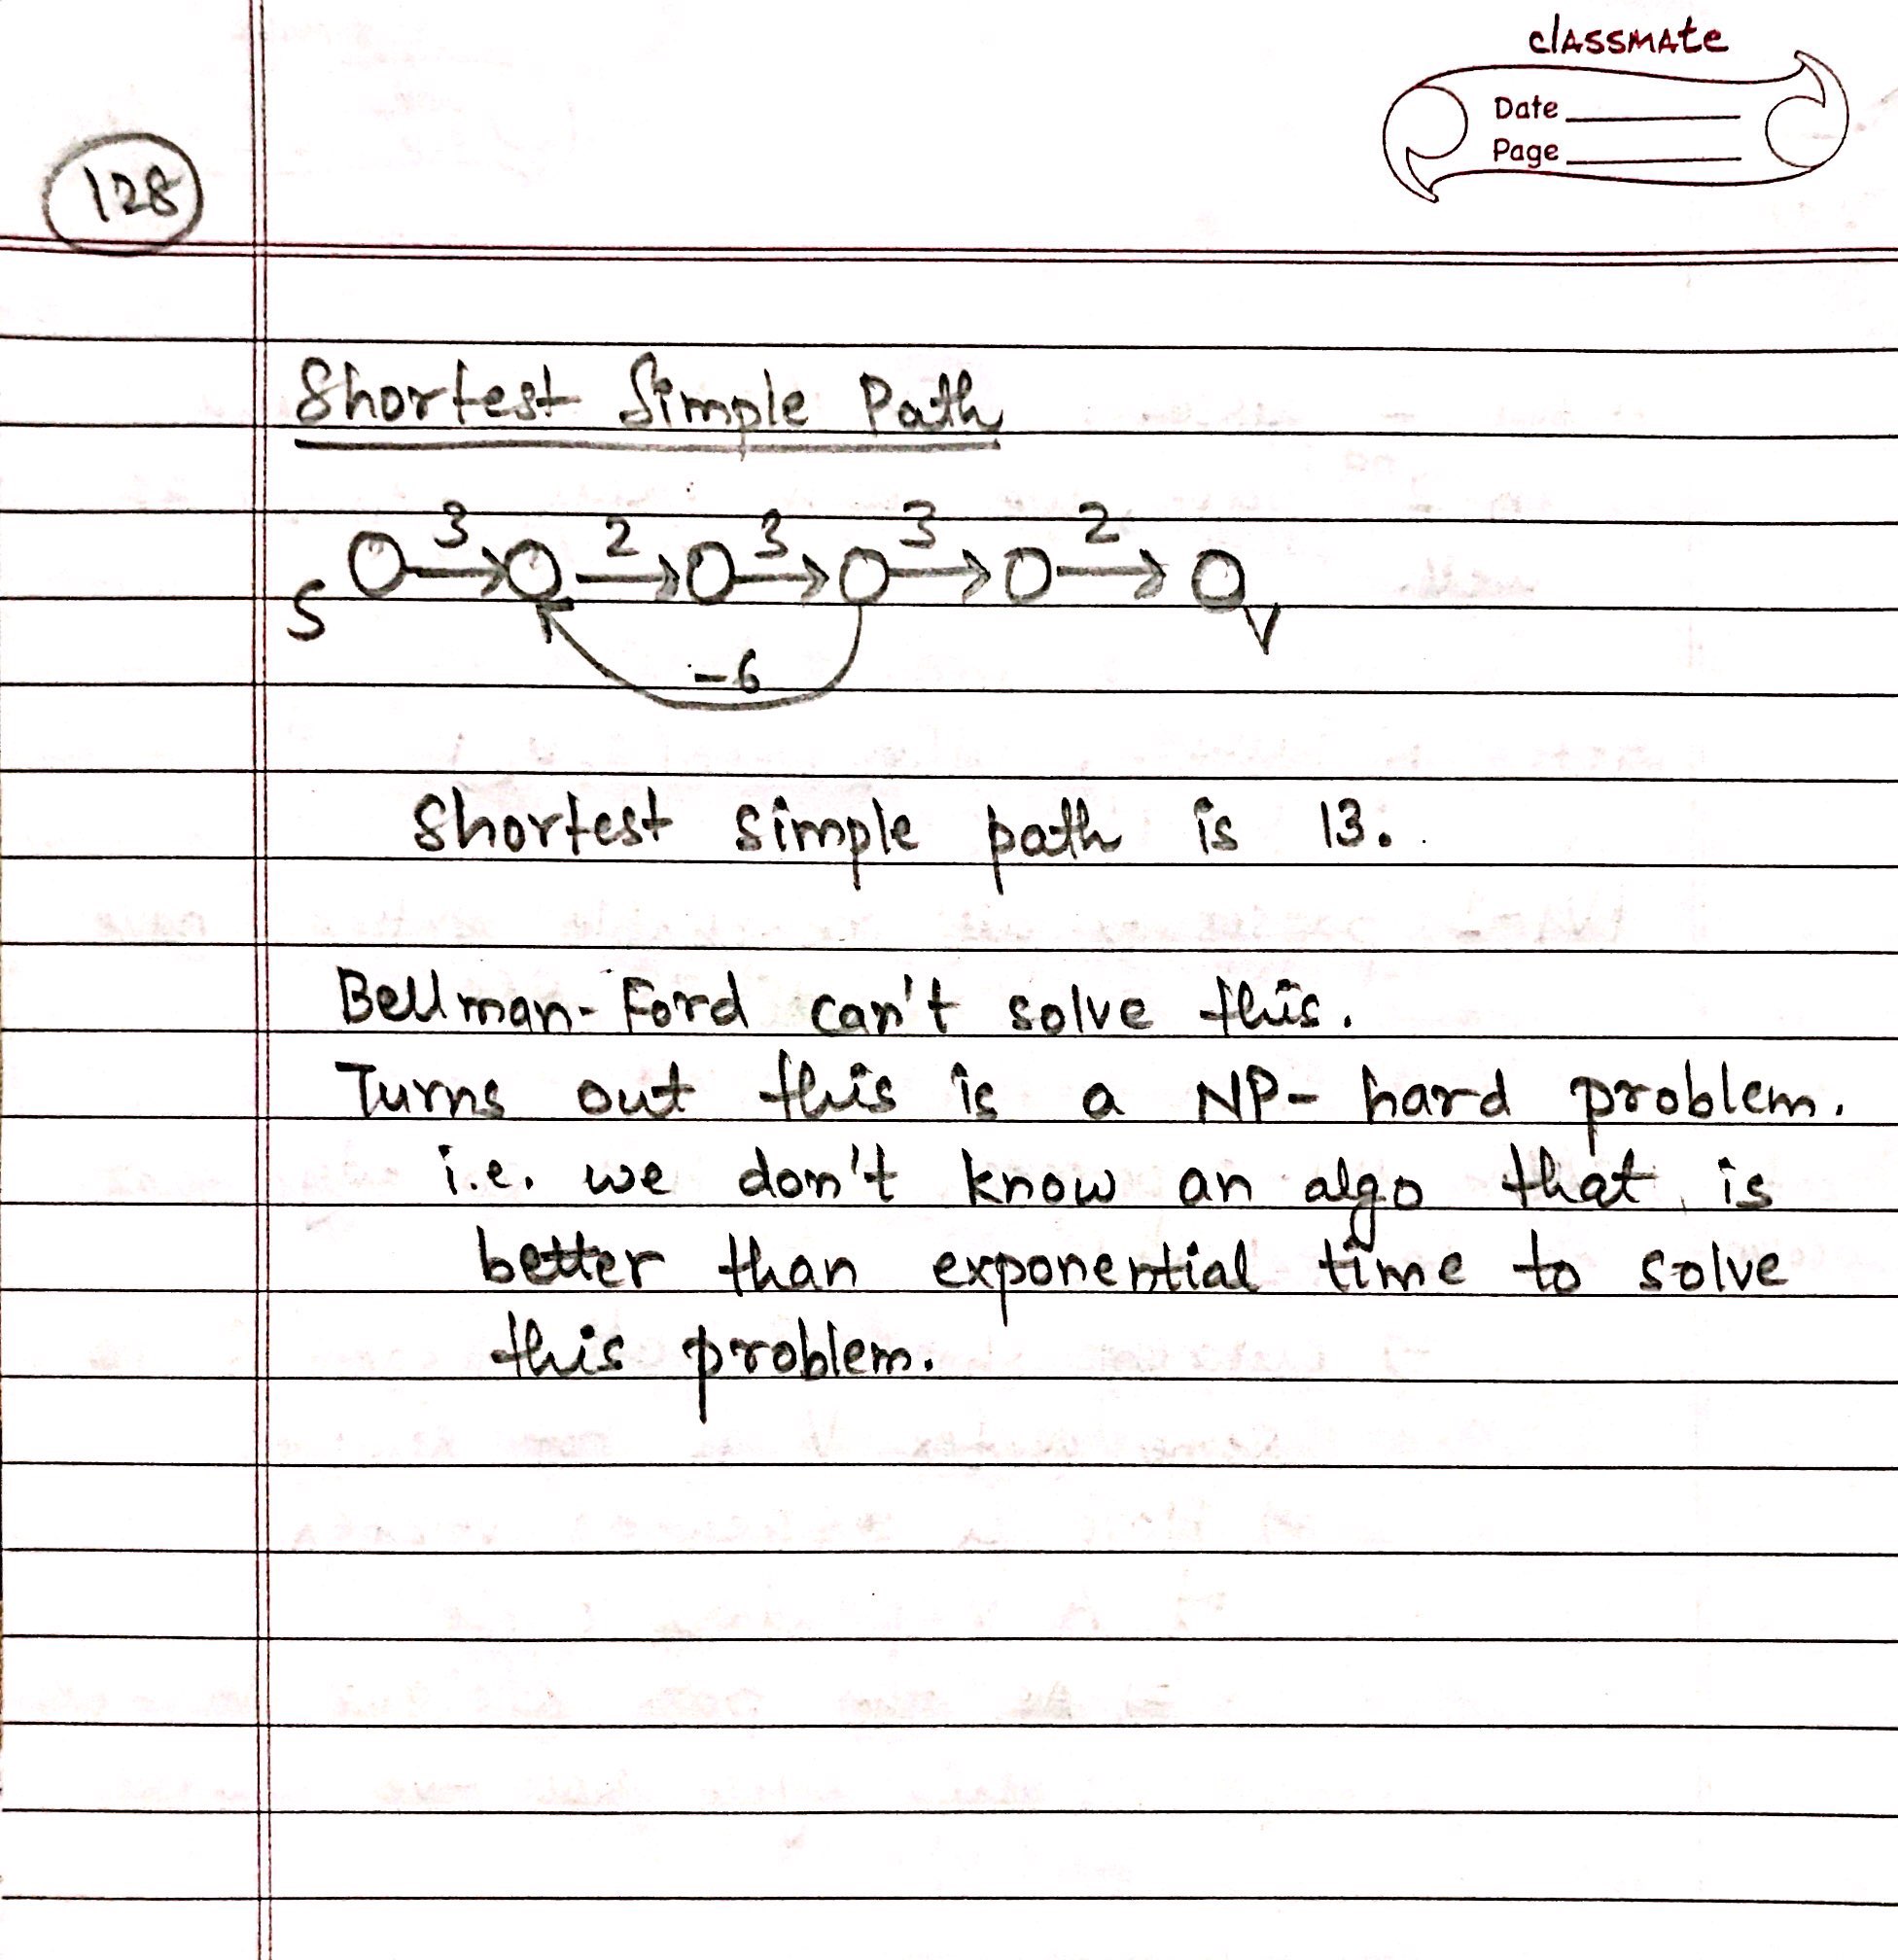 classmate
Date
Page
128
Shortest Simple Path
3 2 3 3 2
S
V
-6
Shortest simple path is 13.
Bellman-Ford can't solve this.
Turns out this is a NP-hard problem.
i.e. we don't know an algo that is
better than exponential time to solve
this problem.